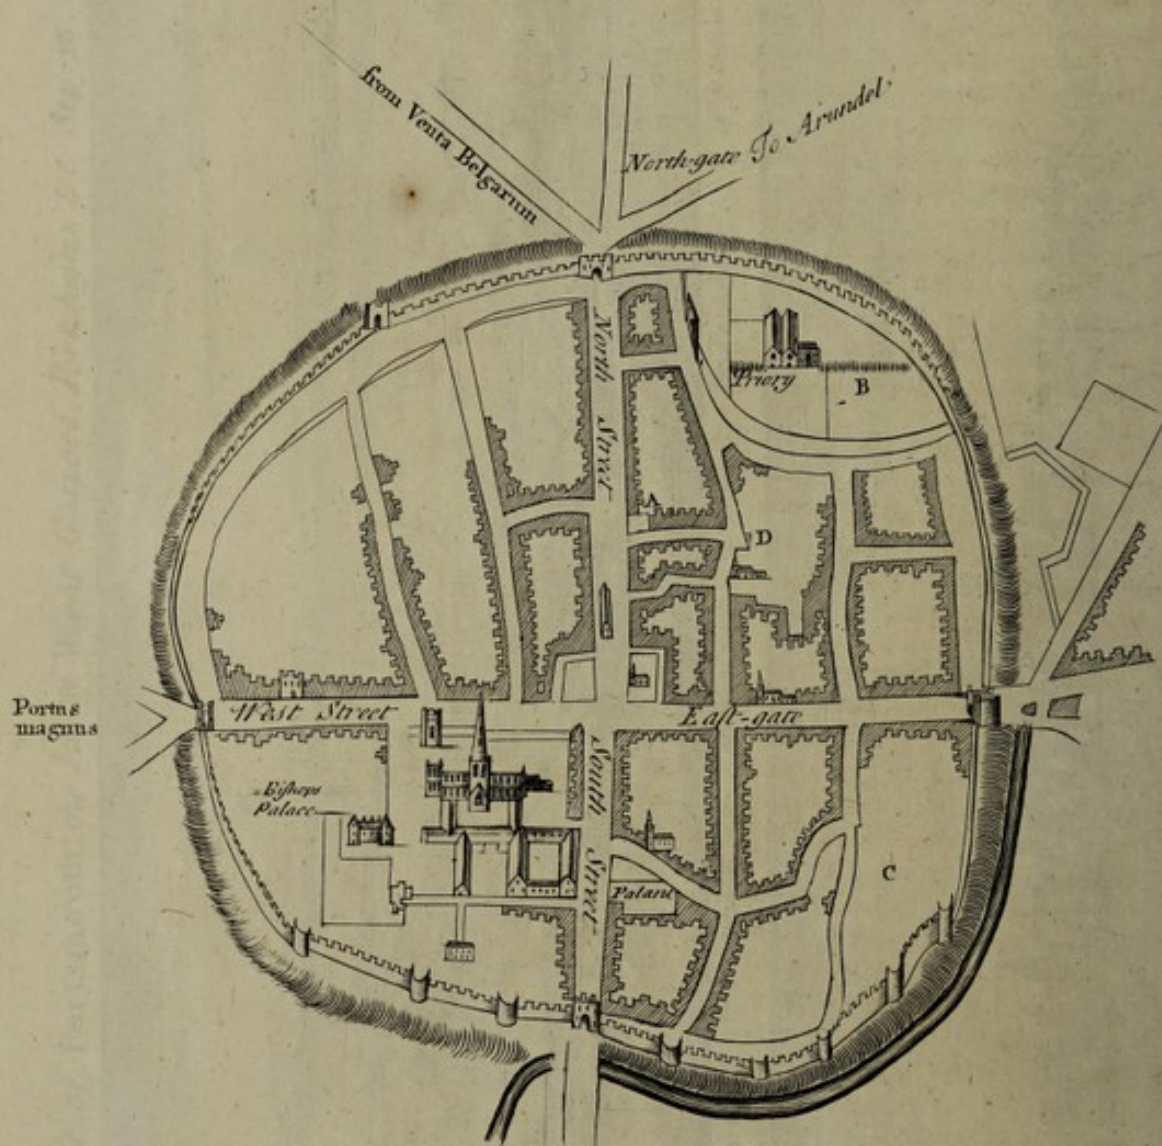 from Venta Belgarum
North-gate To Arundel.
North Street
Priory
B
D
Portus
magnus
West Street
East-gate
South Street
Bishops
Palace
Palant
C